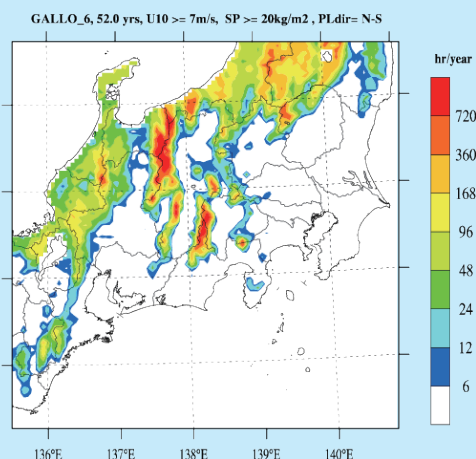 GALLO_6, 52.0 yrs, U10 >= 7m/s, SP >= 20kg/m2 , PLdir= N-S
hr/year
720
360
168
96
48
24
12
6
136°E 137°E 138°E 139°E 140°E